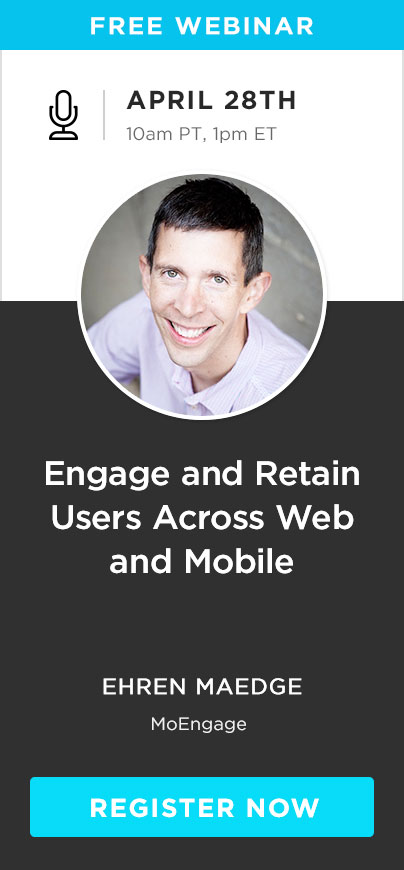 FREE WEBINAR
APRIL 28TH
10am PT, 1pm ET
Engage and Retain
Users Across Web
and Mobile
EHREN MAEDGE
MoEngage
REGISTER NOW